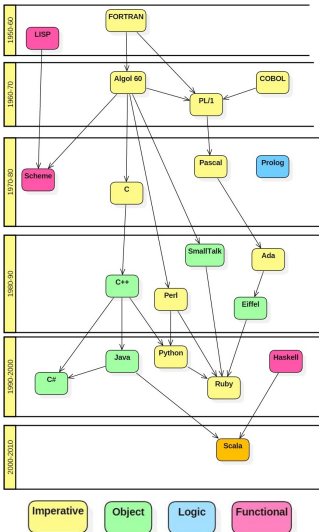 1950-60
FORTRAN
LISP
1960-70
Algol 60
COBOL
PL/1
1970-80
Pascal
Prolog
Scheme
C
1980-90
SmallTalk
Ada
C++
Perl
Eiffel
1990-2000
Java
Python
Haskell
C#
Ruby
2000-2010
Scala
Imperative
Object
Logic
Functional